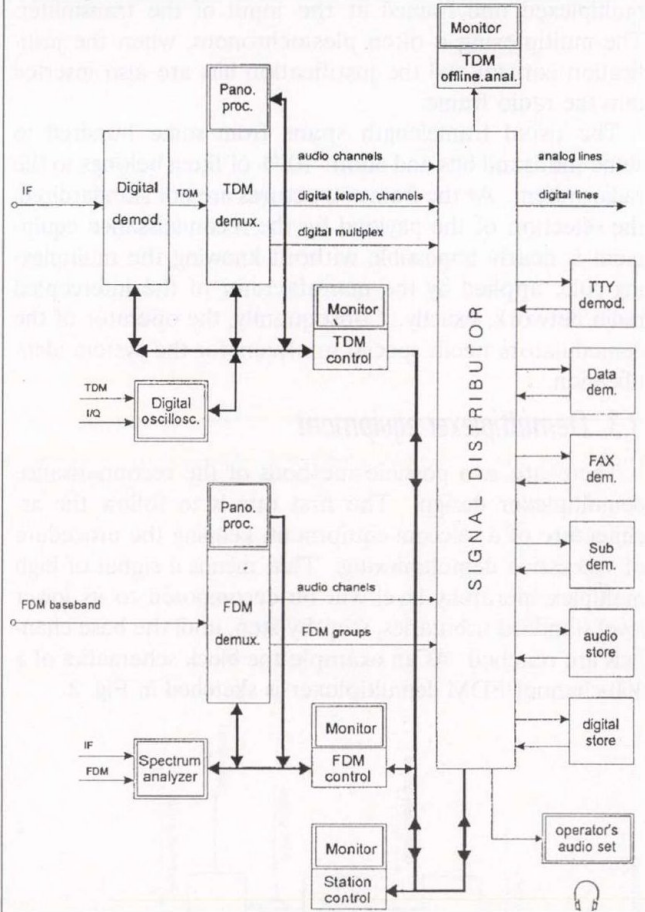 Monitor
TDM
offline.anal.
Pano.
proc.
audio channels
analog lines
IF
Digital
demod.
TDM
TDM
demux.
digital teleph. channels
digital lines
digital multiplex
TTY
demod.
Monitor
TDM
control
Data
dem.
TDM
I/Q
Digital
oscillosc.
SIGNAL DISTRIBUTOR
FAX
dem.
Pano.
proc.
Sub
dem.
audio channels
FDM baseband
FDM
demux.
FDM groups
audio
store
Monitor
digital
store
IF
FDM
Spectrum
analyzer
FDM
control
Monitor
Station
control
operator's
audio set